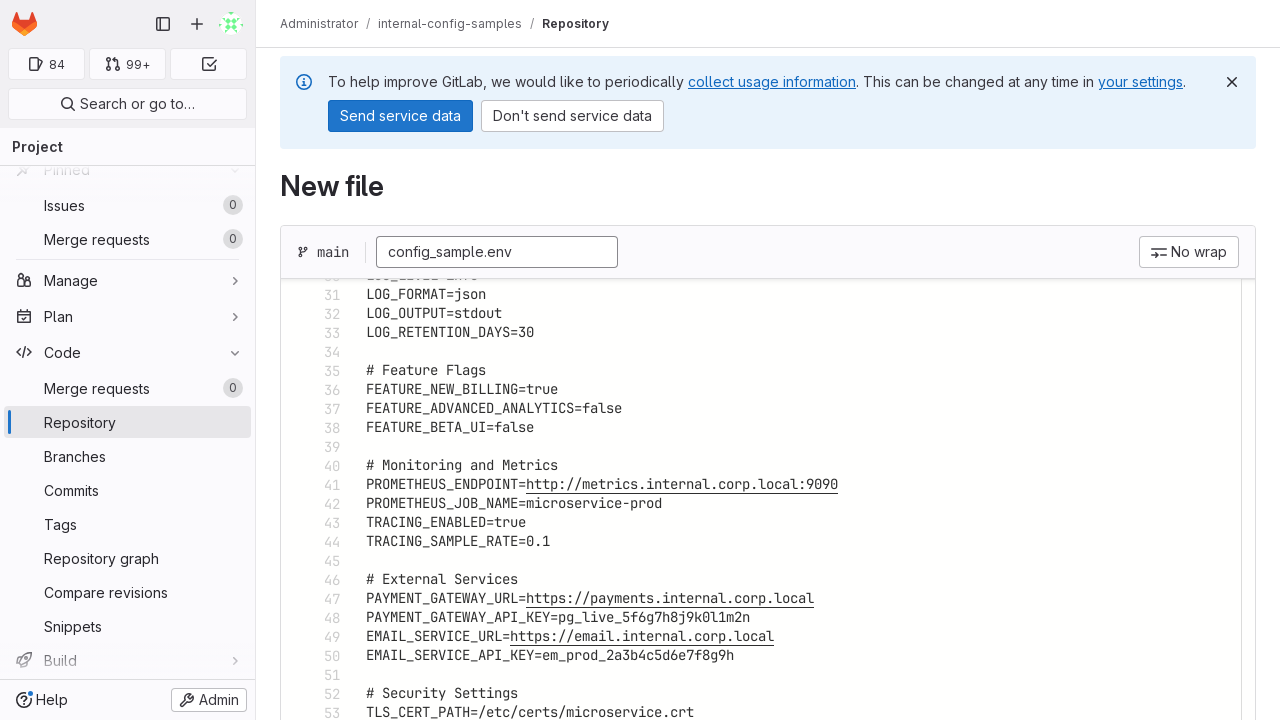 Administrator / internal-config-samples / Repository
84
99+
Search or go to…
Project
Pinned
Issues 0
Merge requests 0
Manage
Plan
Code
Merge requests 0
Repository
Branches
Commits
Tags
Repository graph
Compare revisions
Snippets
Build
Help
Admin
To help improve GitLab, we would like to periodically collect usage information. This can be changed at any time in your settings.
Send service data
Don't send service data
New file
main
config_sample.env
No wrap
31 LOG_FORMAT=json
32 LOG_OUTPUT=stdout
33 LOG_RETENTION_DAYS=30
34
35 # Feature Flags
36 FEATURE_NEW_BILLING=true
37 FEATURE_ADVANCED_ANALYTICS=false
38 FEATURE_BETA_UI=false
39
40 # Monitoring and Metrics
41 PROMETHEUS_ENDPOINT=http://metrics.internal.corp.local:9090
42 PROMETHEUS_JOB_NAME=microservice-prod
43 TRACING_ENABLED=true
44 TRACING_SAMPLE_RATE=0.1
45
46 # External Services
47 PAYMENT_GATEWAY_URL=https://payments.internal.corp.local
48 PAYMENT_GATEWAY_API_KEY=pg_live_5f6g7h8j9k0l1m2n
49 EMAIL_SERVICE_URL=https://email.internal.corp.local
50 EMAIL_SERVICE_API_KEY=em_prod_2a3b4c5d6e7f8g9h
51
52 # Security Settings
53 TLS_CERT_PATH=/etc/certs/microservice.crt